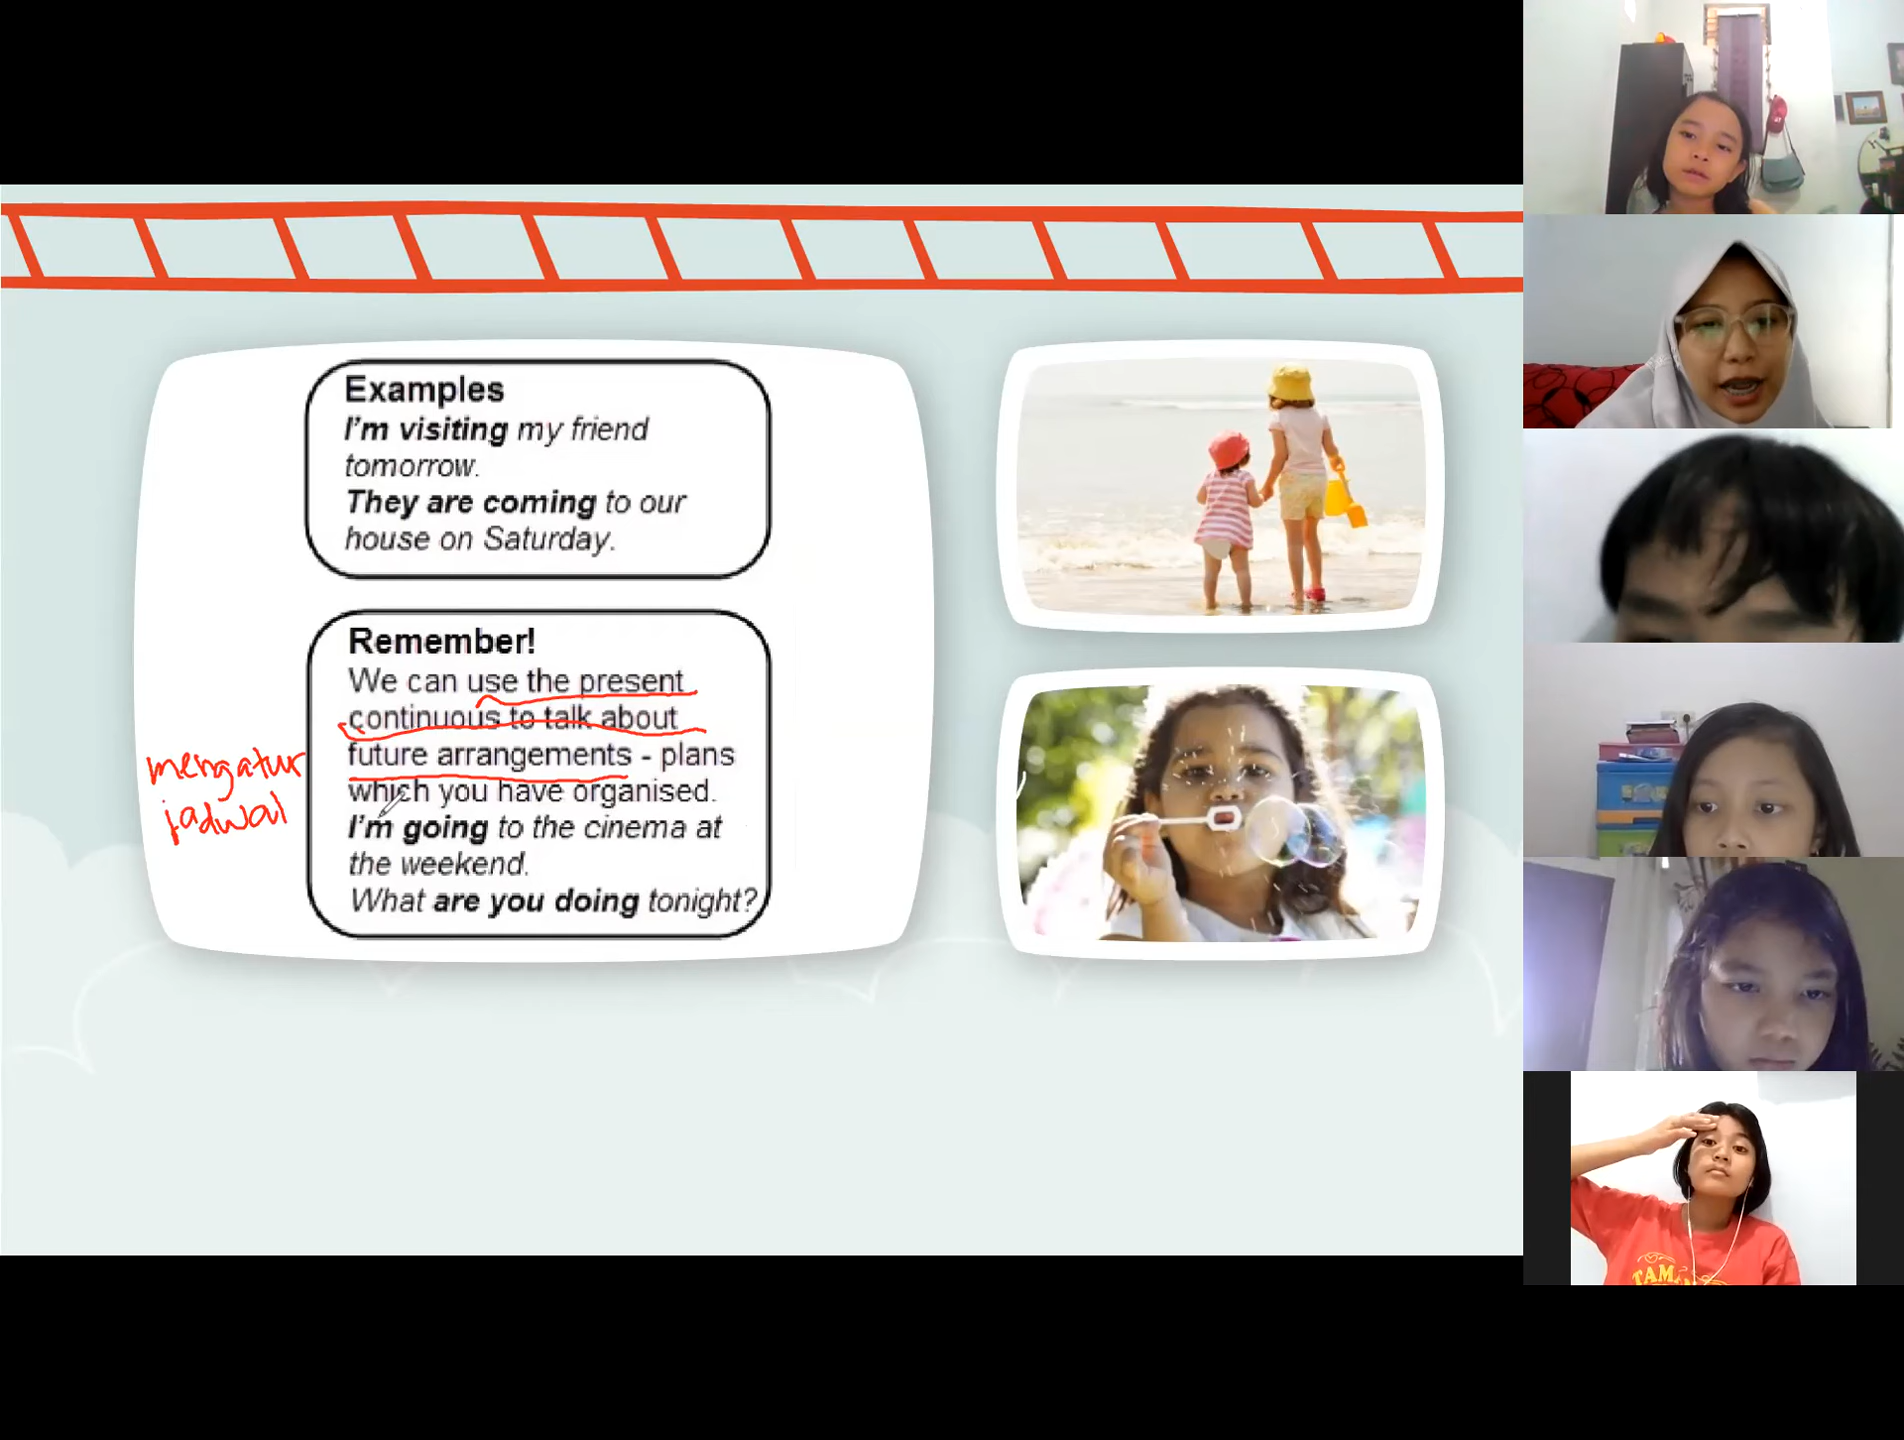 Examples
I'm visiting my friend
tomorrow.
They are coming to our
house on Saturday.
Remember!
We can use the present
continuous to talk about
future arrangements - plans
which you have organised.
I'm going to the cinema at
the weekend.
What are you doing tonight?
mengatur
jadwal